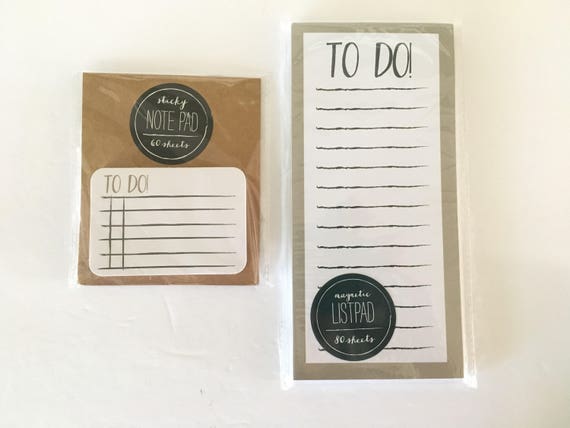 sticky
NOTE PAD
60 sheets
TO DO!
TO DO!
magnetic
LISTPAD
80 sheets